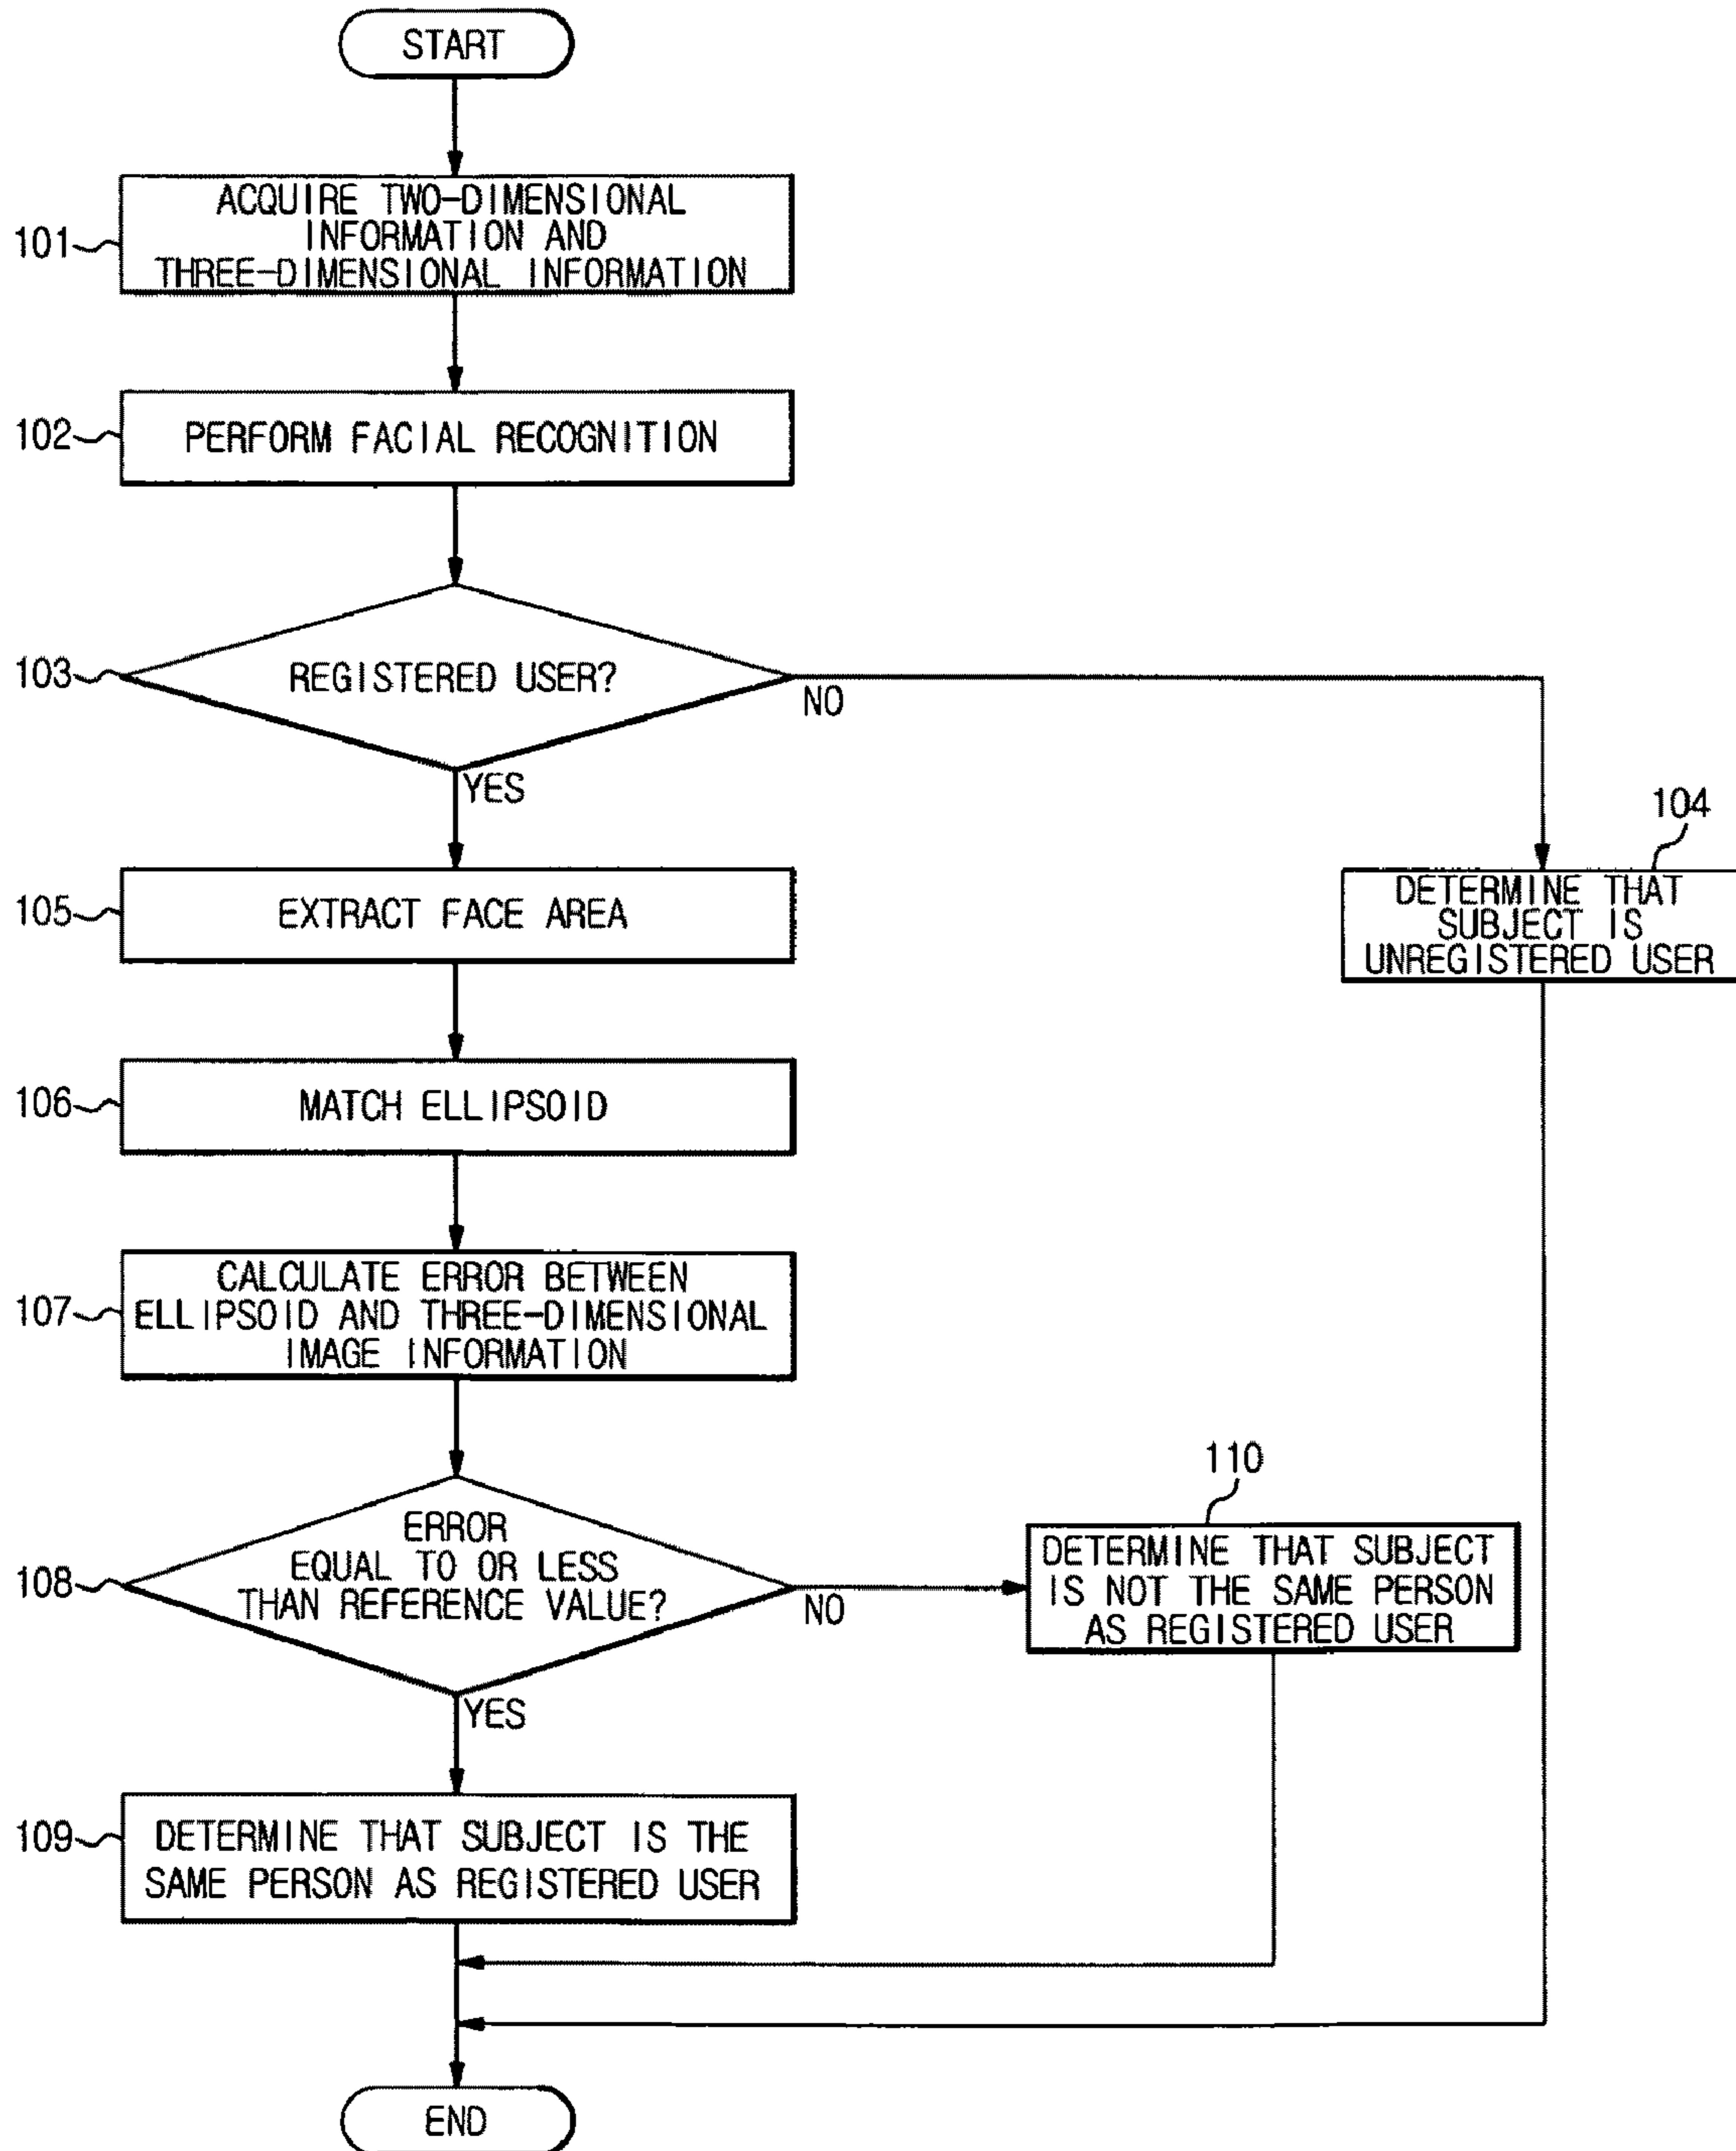 START
ACQUIRE TWO-DIMENSIONAL
INFORMATION AND
THREE-DIMENSIONAL INFORMATION
101
PERFORM FACIAL RECOGNITION
102
REGISTERED USER?
103
NO
YES
104
DETERMINE THAT
SUBJECT IS
UNREGISTERED USER
EXTRACT FACE AREA
105
MATCH ELLIPSOID
106
CALCULATE ERROR BETWEEN
ELLIPSOID AND THREE-DIMENSIONAL
IMAGE INFORMATION
107
ERROR
EQUAL TO OR LESS
THAN REFERENCE VALUE?
108
NO
YES
110
DETERMINE THAT SUBJECT
IS NOT THE SAME PERSON
AS REGISTERED USER
DETERMINE THAT SUBJECT IS THE
SAME PERSON AS REGISTERED USER
109
END